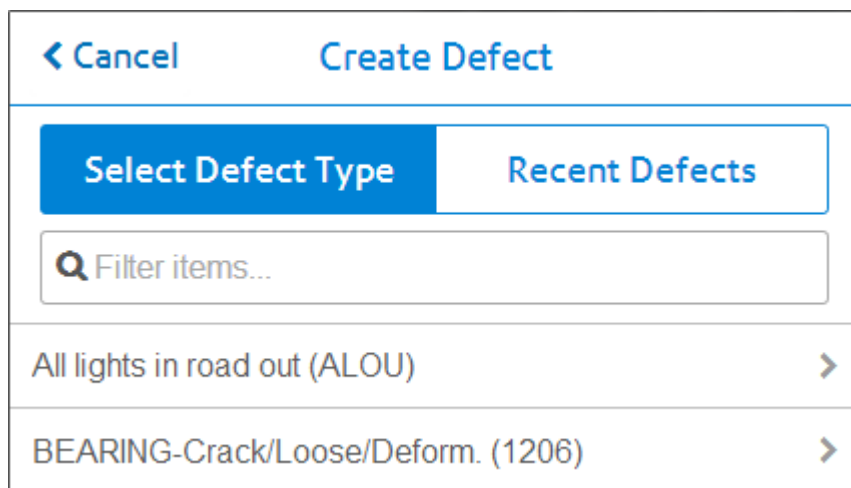 Cancel Create Defect
Select Defect Type Recent Defects
Filter items...
All lights in road out (ALOU)
BEARING-Crack/Loose/Deform. (1206)